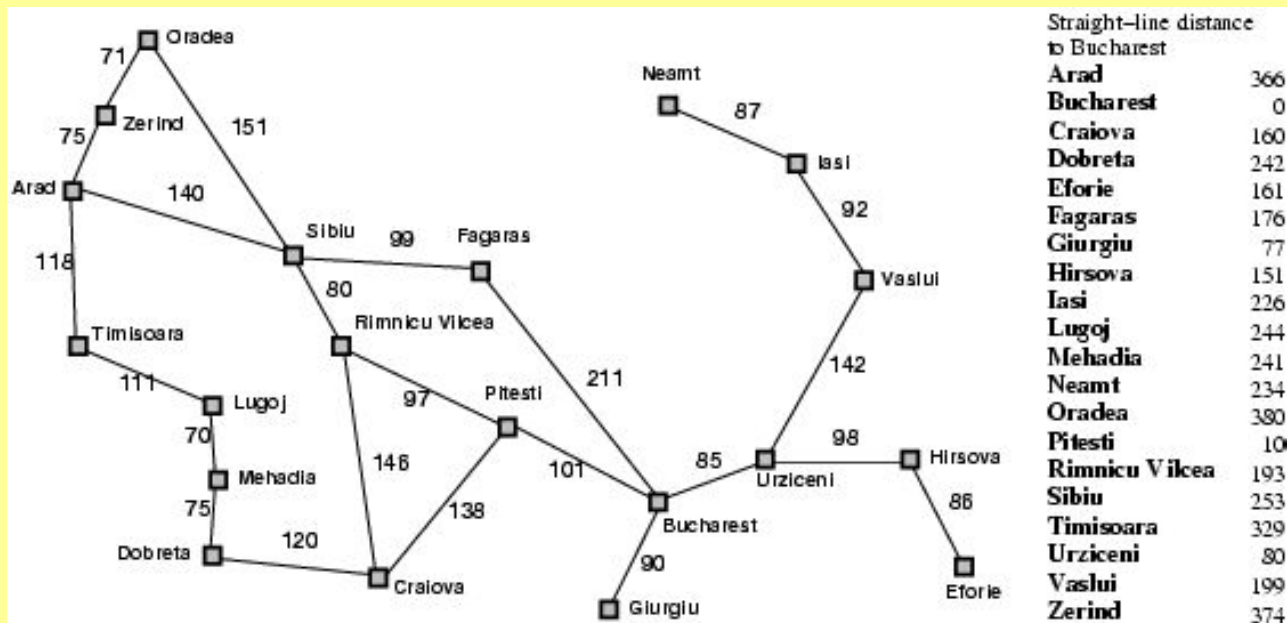 Oradea
71
Neamt
87
Zerind
151
75
Iasi
Arad
140
92
Sibiu
99
Fagaras
118
80
Vaslui
Timisoara
Rimnicu Vilcea
142
111
211
Lugoj
97
Pitesti
70
98
Hirsova
146
85
Mehadia
101
Urziceni
86
75
138
Bucharest
120
Dobreta
90
Craiova
Eforie
Giurgiu
Straight–line distance
to Bucharest
Arad 366
Bucharest 0
Craiova 160
Dobreta 242
Eforie 161
Fagaras 176
Giurgiu 77
Hirsova 151
Iasi 226
Lugoj 244
Mehadia 241
Neamt 234
Oradea 380
Pitesti
Rimnicu Vilcea 193
Sibiu 253
Timisoara 329
Urziceni 80
Vaslui 199
Zerind 374